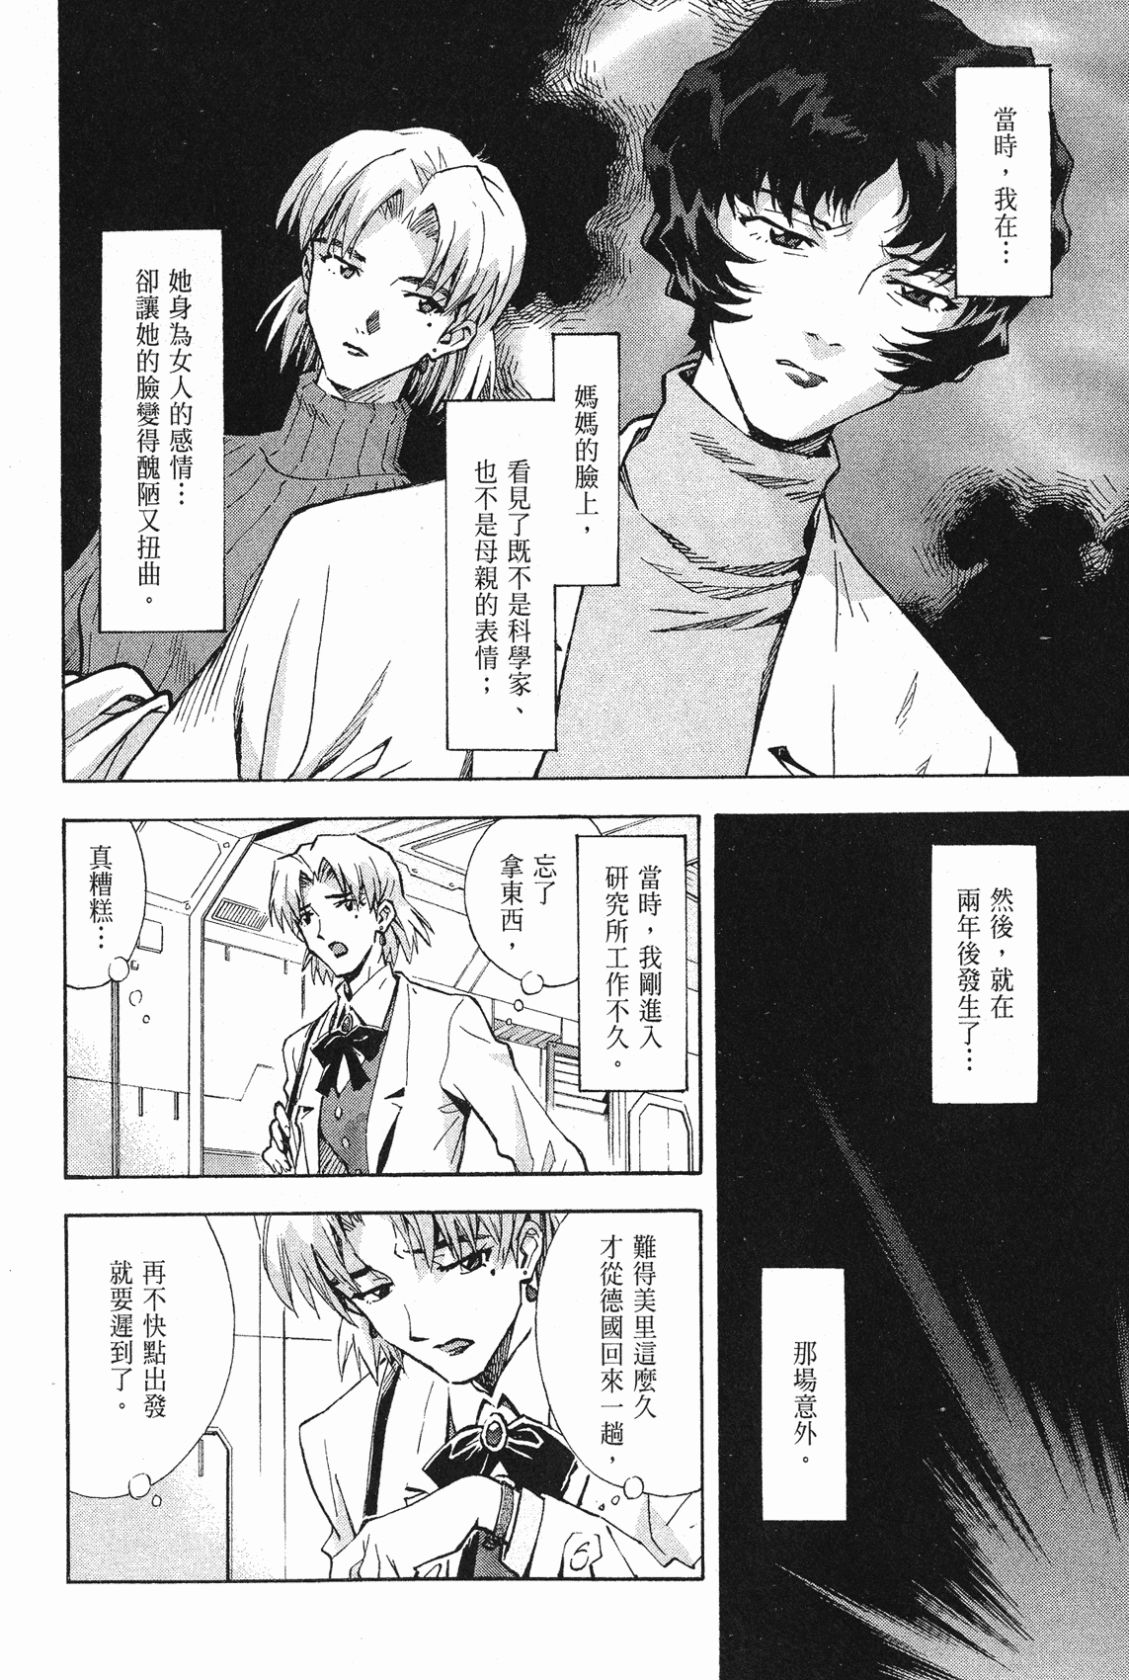 當時，我在…
媽媽的臉上，
看見了既不是科學家、
也不是母親的表情；
她身為女人的感情…
卻讓她的臉變得醜陋又扭曲。
然後，就在
兩年後發生了…
那場意外。
當時，我剛進入
研究所工作不久。
忘了
拿東西，
真糟糕…
難得美里這麼久
才從德國回來一趟，
再不快點出發
就要遲到了。